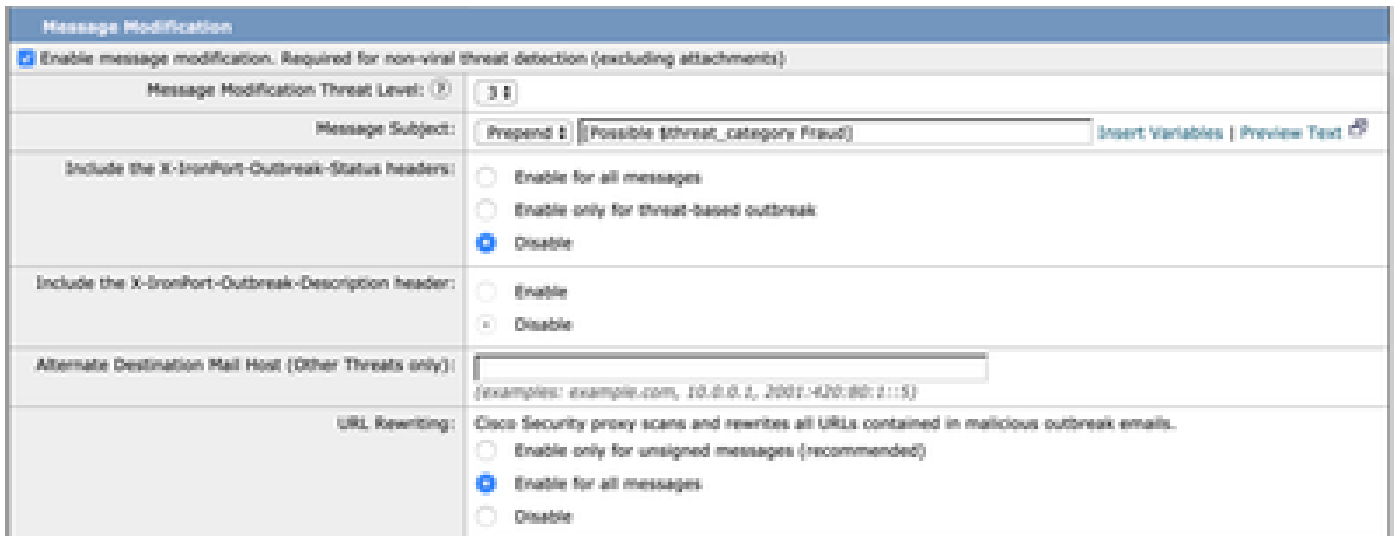 Message Modification
Enable message modification. Required for non-viral threat detection (excluding attachments)
Message Modification Threat Level: (?) 3
Message Subject: Prepend [Possible $threat_category Fraud] Insert Variables | Preview Text
Include the X-IronPort-Outbreak-Status headers:
Enable for all messages
Enable only for threat-based outbreak
Disable
Include the X-IronPort-Outbreak-Description header:
Enable
Disable
Alternate Destination Mail Host (Other Threats only):
(examples: example.com, 10.0.0.1, 2001:420:80:1::5)
URL Rewriting: Cisco Security proxy scans and rewrites all URLs contained in malicious outbreak emails.
Enable only for unsigned messages (recommended)
Enable for all messages
Disable